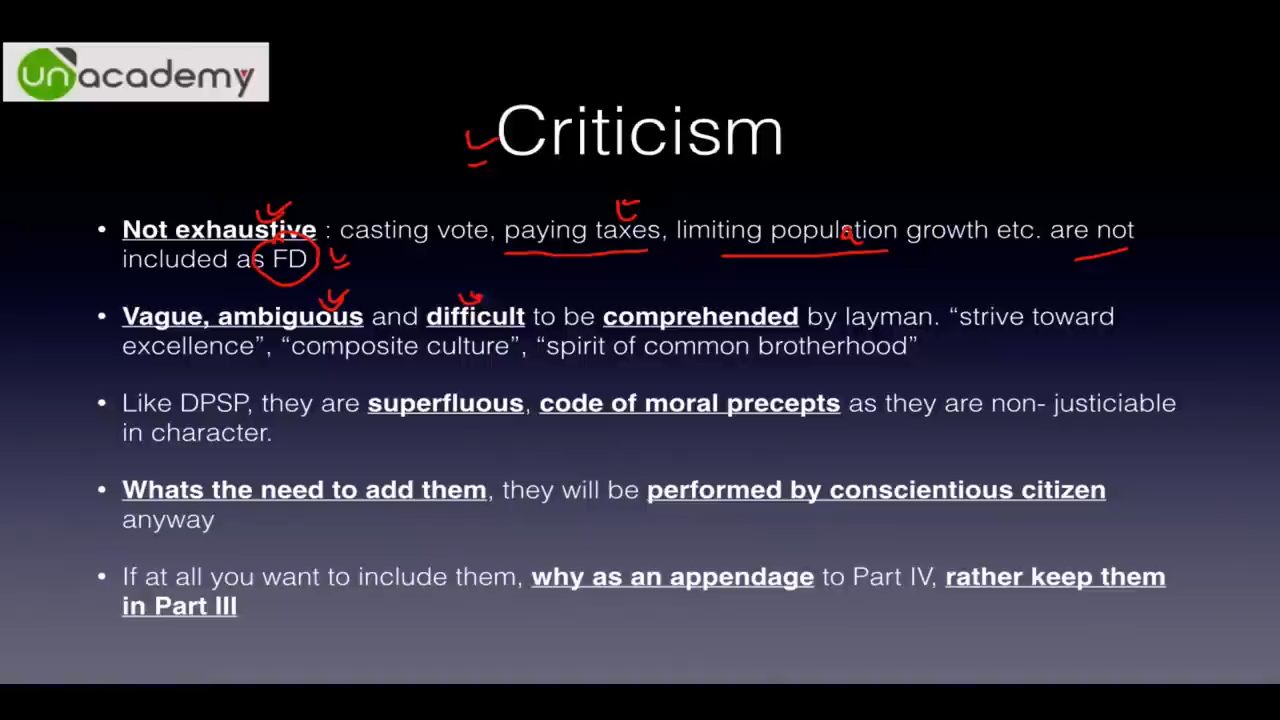 unacademy
Criticism
• Not exhaustive : casting vote, paying taxes, limiting population growth etc. are not
included as FD
• Vague, ambiguous and difficult to be comprehended by layman. “strive toward
excellence”, “composite culture”, “spirit of common brotherhood”
• Like DPSP, they are superfluous, code of moral precepts as they are non- justiciable
in character.
• Whats the need to add them, they will be performed by conscientious citizen
anyway
• If at all you want to include them, why as an appendage to Part IV, rather keep them
in Part III